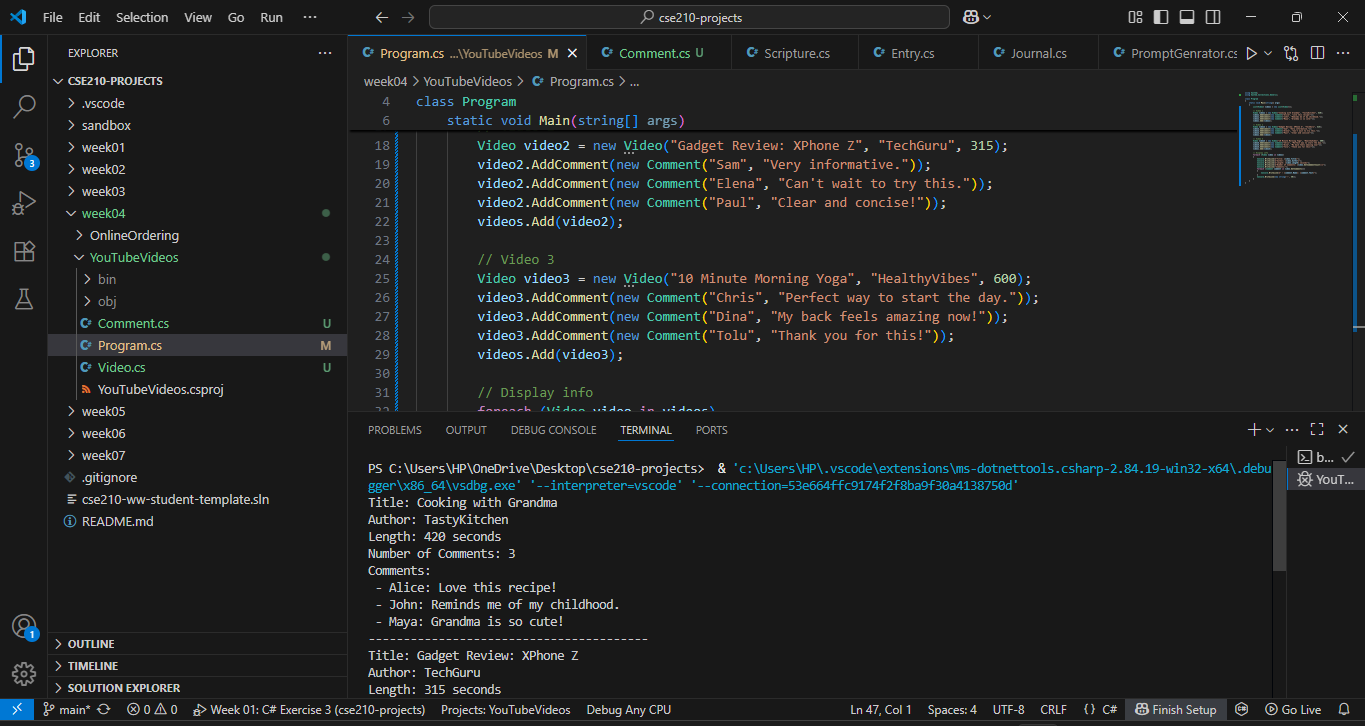 File Edit Selection View Go Run ···
cse210-projects
EXPLORER
CSE210-PROJECTS
.vscode
sandbox
week01
week02
week03
week04
OnlineOrdering
YouTubeVideos
bin
obj
Comment.cs U
Program.cs M
Video.cs U
YouTubeVideos.csproj
week05
week06
week07
.gitignore
cse210-ww-student-template.sln
README.md
OUTLINE
TIMELINE
SOLUTION EXPLORER
3
1
Program.cs ...\YouTubeVideos M
Comment.cs U
Scripture.cs
Entry.cs
Journal.cs
PromptGenrator.cs
week04 > YouTubeVideos > Program.cs > ...
4 class Program
6 static void Main(string[] args)
18 Video video2 = new Video("Gadget Review: XPhone Z", "TechGuru", 315);
19 video2.AddComment(new Comment("Sam", "Very informative."));
20 video2.AddComment(new Comment("Elena", "Can't wait to try this."));
21 video2.AddComment(new Comment("Paul", "Clear and concise!"));
22 videos.Add(video2);
23
24 // Video 3
25 Video video3 = new Video("10 Minute Morning Yoga", "HealthyVibes", 600);
26 video3.AddComment(new Comment("Chris", "Perfect way to start the day."));
27 video3.AddComment(new Comment("Dina", "My back feels amazing now!"));
28 video3.AddComment(new Comment("Tolu", "Thank you for this!"));
29 videos.Add(video3);
30
31 // Display info
32 foreach (Video video in videos)
PROBLEMS OUTPUT DEBUG CONSOLE TERMINAL PORTS
PS C:\Users\HP\OneDrive\Desktop\cse210-projects> & 'c:\Users\HP\.vscode\extensions\ms-dotnettools.csharp-2.84.19-win32-x64\.debu
gger\x86_64\vsdbg.exe' '--interpreter=vscode' '--connection=53e664ffc9174f2f8ba9f30a4138750d'
Title: Cooking with Grandma
Author: TastyKitchen
Length: 420 seconds
Number of Comments: 3
Comments:
- Alice: Love this recipe!
- John: Reminds me of my childhood.
- Maya: Grandma is so cute!
----------------------------------------
Title: Gadget Review: XPhone Z
Author: TechGuru
Length: 315 seconds
b...
YouT...
main* 0 0 Week 01: C# Exercise 3 (cse210-projects) Projects: YouTubeVideos Debug Any CPU Ln 47, Col 1 Spaces: 4 UTF-8 CRLF {} C# Finish Setup Go Live